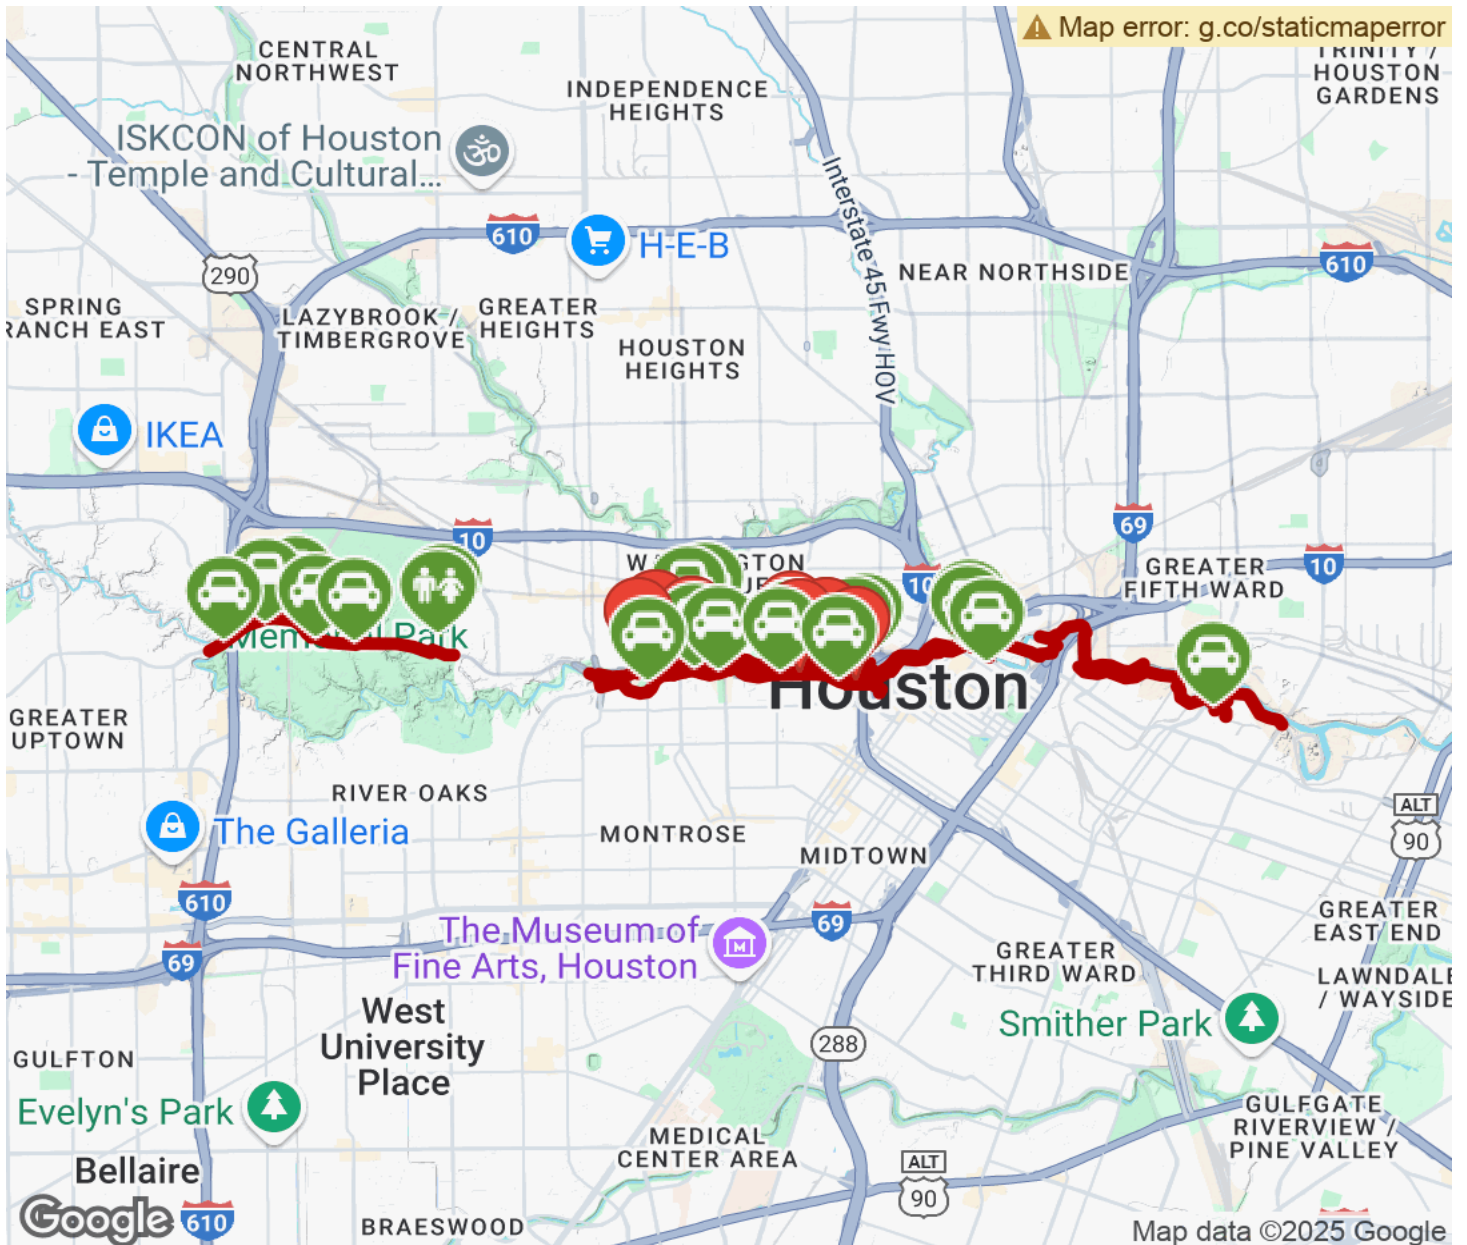 Map error: g.co/staticmaperror
CENTRAL
NORTHWEST
TRINITY /
HOUSTON
GARDENS
INDEPENDENCE
HEIGHTS
ISKCON of Houston
- Temple and Cultural...
Interstate 45 Fwy HOV
610
H-E-B
290
NEAR NORTHSIDE
610
SPRING
RANCH EAST
LAZYBROOK /
TIMBERGROVE
GREATER
HEIGHTS
HOUSTON
HEIGHTS
IKEA
10
69
10
GREATER
FIFTH WARD
10
Memorial Park
Houston
GREATER
UPTOWN
RIVER OAKS
The Galleria
MONTROSE
MIDTOWN
ALT
90
610
69
The Museum of
Fine Arts, Houston
69
GREATER
THIRD WARD
GREATER
EAST END
LAWNDALE
/ WAYSIDE
West
University
Place
Smither Park
288
GULFTON
Evelyn's Park
GULFGATE
RIVERVIEW /
PINE VALLEY
MEDICAL
CENTER AREA
Bellaire
ALT
90
Google
610
BRAESWOOD
Map data ©2025 Google